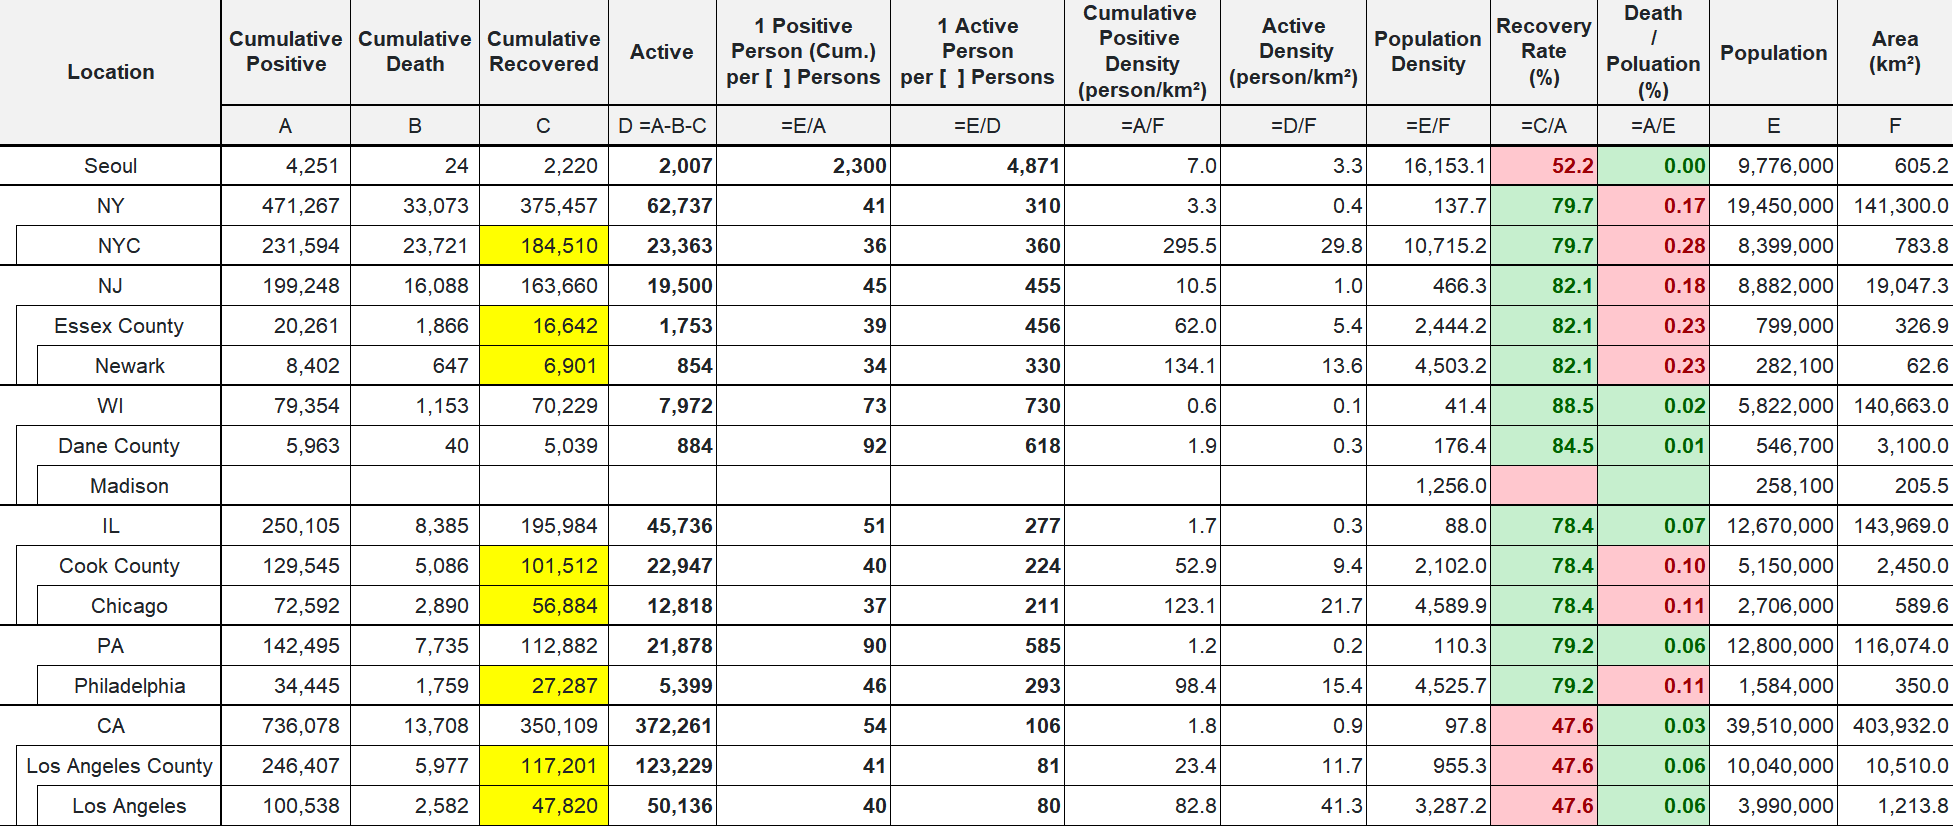 Location Cumulative Positive Cumulative Death Cumulative Recovered Active 1 Positive Person (Cum.) per [ ] Persons 1 Active Person per [ ] Persons Cumulative Positive Density (person/km²) Active Density (person/km²) Population Density Recovery Rate (%) Death / Poluation (%) Population Area (km²)
A B C D =A-B-C =E/A =E/D =A/F =D/F =E/F =C/A =A/E E F
Seoul 4,251 24 2,220 2,007 2,300 4,871 7.0 3.3 16,153.1 52.2 0.00 9,776,000 605.2
NY 471,267 33,073 375,457 62,737 41 310 3.3 0.4 137.7 79.7 0.17 19,450,000 141,300.0
NYC 231,594 23,721 184,510 23,363 36 360 295.5 29.8 10,715.2 79.7 0.28 8,399,000 783.8
NJ 199,248 16,088 163,660 19,500 45 455 10.5 1.0 466.3 82.1 0.18 8,882,000 19,047.3
Essex County 20,261 1,866 16,642 1,753 39 456 62.0 5.4 2,444.2 82.1 0.23 799,000 326.9
Newark 8,402 647 6,901 854 34 330 134.1 13.6 4,503.2 82.1 0.23 282,100 62.6
WI 79,354 1,153 70,229 7,972 73 730 0.6 0.1 41.4 88.5 0.02 5,822,000 140,663.0
Dane County 5,963 40 5,039 884 92 618 1.9 0.3 176.4 84.5 0.01 546,700 3,100.0
Madison 1,256.0 258,100 205.5
IL 250,105 8,385 195,984 45,736 51 277 1.7 0.3 88.0 78.4 0.07 12,670,000 143,969.0
Cook County 129,545 5,086 101,512 22,947 40 224 52.9 9.4 2,102.0 78.4 0.10 5,150,000 2,450.0
Chicago 72,592 2,890 56,884 12,818 37 211 123.1 21.7 4,589.9 78.4 0.11 2,706,000 589.6
PA 142,495 7,735 112,882 21,878 90 585 1.2 0.2 110.3 79.2 0.06 12,800,000 116,074.0
Philadelphia 34,445 1,759 27,287 5,399 46 293 98.4 15.4 4,525.7 79.2 0.11 1,584,000 350.0
CA 736,078 13,708 350,109 372,261 54 106 1.8 0.9 97.8 47.6 0.03 39,510,000 403,932.0
Los Angeles County 246,407 5,977 117,201 123,229 41 81 23.4 11.7 955.3 47.6 0.06 10,040,000 10,510.0
Los Angeles 100,538 2,582 47,820 50,136 40 80 82.8 41.3 3,287.2 47.6 0.06 3,990,000 1,213.8